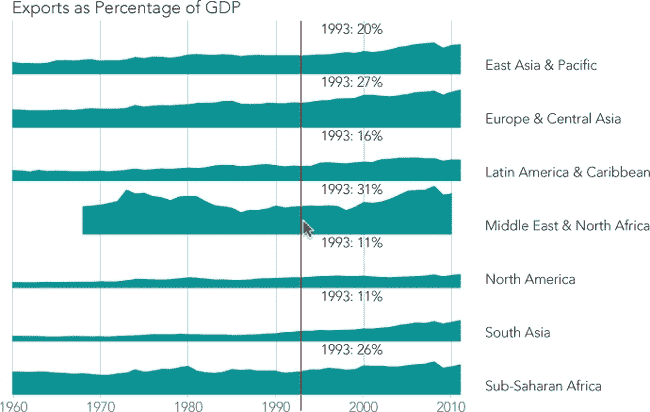 Exports as Percentage of GDP
1993: 20%
East Asia & Pacific
1993: 27%
Europe & Central Asia
1993: 16%
Latin America & Caribbean
1993: 31%
Middle East & North Africa
1993: 11%
North America
1993: 11%
South Asia
1993: 26%
Sub-Saharan Africa
1960 1970 1980 1990 2000 2010